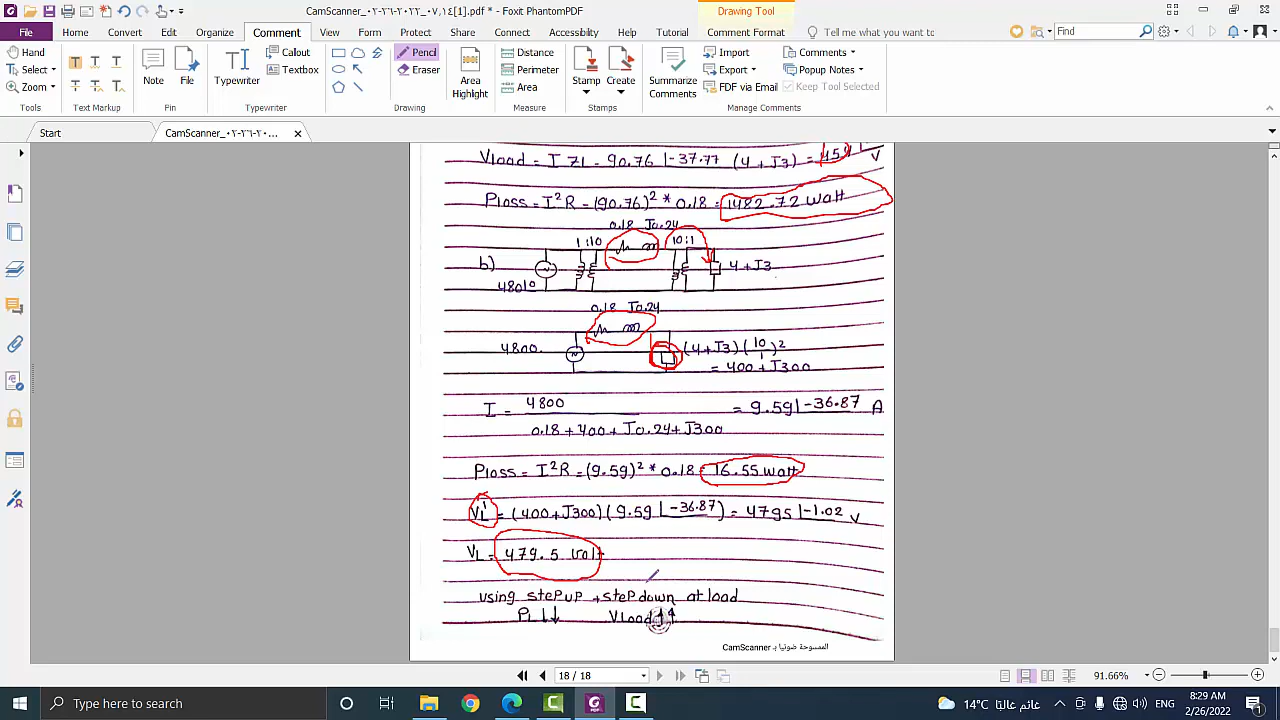 CamScanner_٠٢-٢٦-٢٠٢٢_٠٧,١٤[1].pdf * - Foxit PhantomPDF
Drawing Tool
File Home Convert Edit Organize Comment View Form Protect Share Connect Accessibility Help Tutorial Comment Format Tell me what you want to do... Find
Hand
Select
Zoom
Tools
Text Markup
Note
File
Pin
Typewriter
Callout
Textbox
Typewriter
Pencil
Eraser
Drawing
Area
Highlight
Distance
Perimeter
Area
Measure
Stamp
Create
Stamps
Summarize
Comments
Import
Export
FDF via Email
Comments
Popup Notes
Keep Tool Selected
Manage Comments
Start
Vload = I ZL = 90.76 |-37.77 (4 + J3) =
V
Ploss = I²R = (90.76)² * 0.18 = 1482.72 watt
0.18 J0.24
1:10
10:1
b)
4+J3
480|0°
0.18 J0.24
4800.
(4+J3)(10/1)²
= 400+J300
I = 4800 / 0.18+400+J0.24+J300 = 9.59|-36.87 A
Ploss = I²R = (9.59)² * 0.18 = 16.55 watt
VL' = (400+J300)(9.59 |-36.87) = 4795 |-1.02 V
VL = 479.5 volt
using step up + step down at load
PL ↓↓ Vload ↑↑
الممسوحة ضوئيا بـ CamScanner
18 / 18
91.66%
Type here to search
14°C غائم غالبا
ENG
8:29 AM
2/26/2022